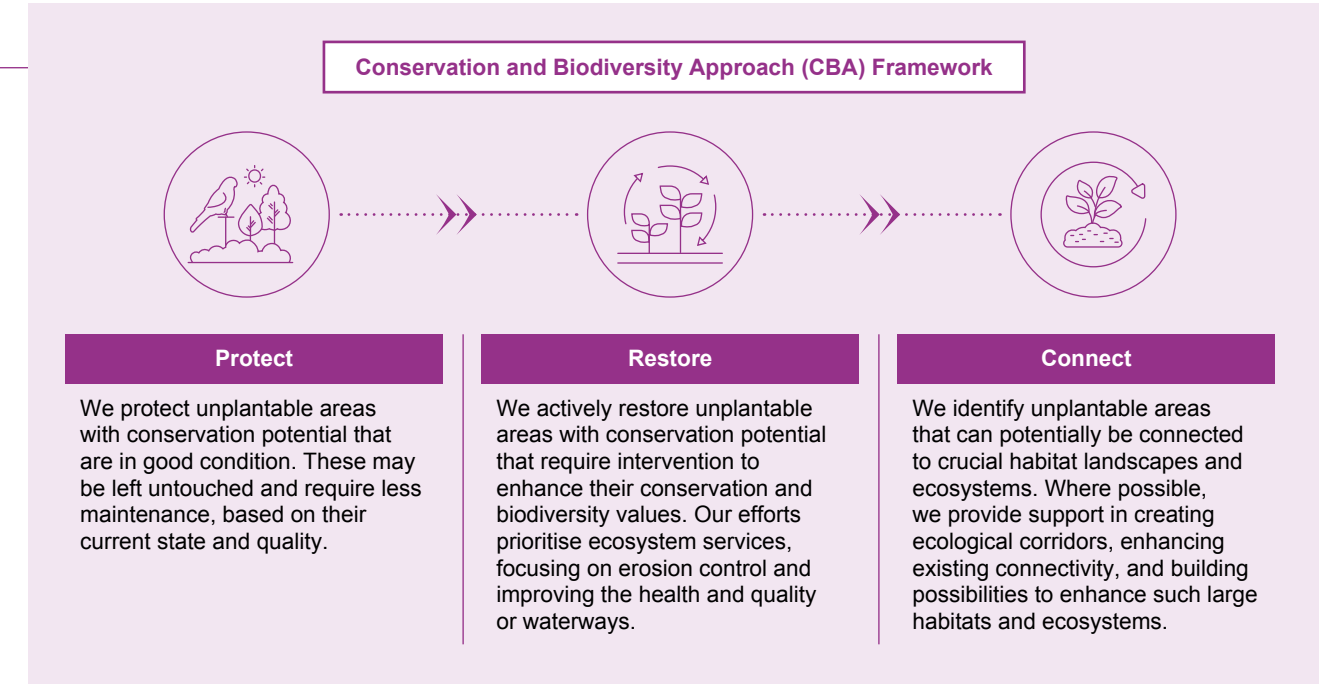 Conservation and Biodiversity Approach (CBA) Framework
Protect
We protect unplantable areas
with conservation potential that
are in good condition. These may
be left untouched and require less
maintenance, based on their
current state and quality.
Restore
We actively restore unplantable
areas with conservation potential
that require intervention to
enhance their conservation and
biodiversity values. Our efforts
prioritise ecosystem services,
focusing on erosion control and
improving the health and quality
or waterways.
Connect
We identify unplantable areas
that can potentially be connected
to crucial habitat landscapes and
ecosystems. Where possible,
we provide support in creating
ecological corridors, enhancing
existing connectivity, and building
possibilities to enhance such large
habitats and ecosystems.